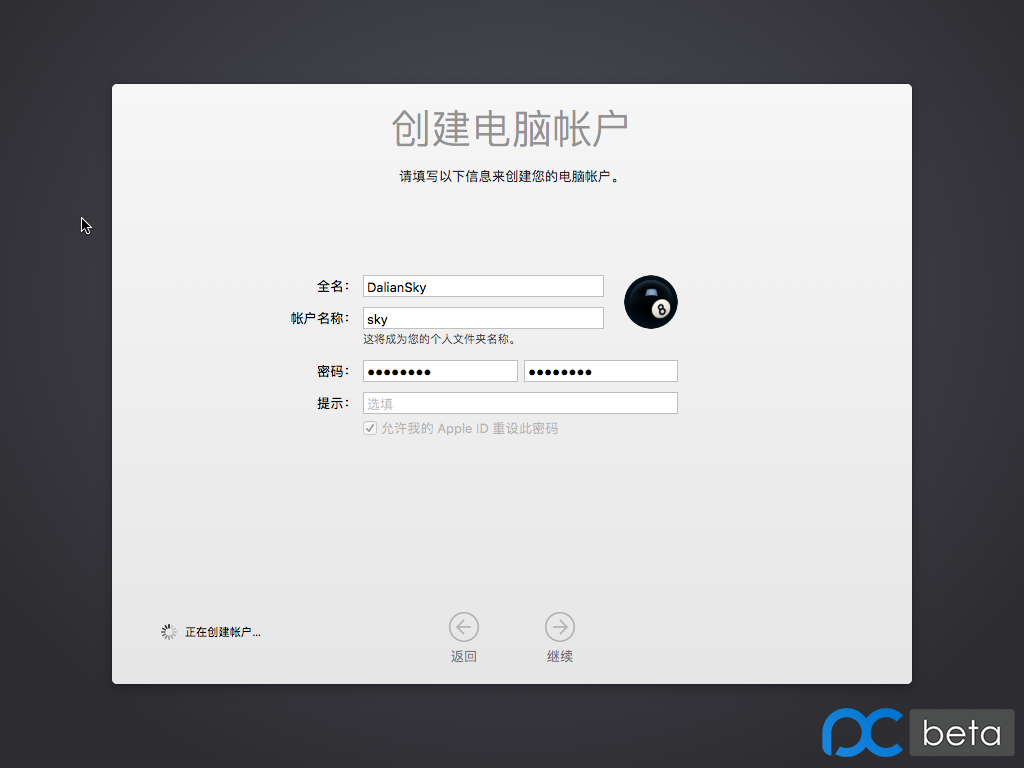 创建电脑帐户
请填写以下信息来创建您的电脑帐户。
全名： DalianSky
8
帐户名称： sky
这将成为您的个人文件夹名称。
密码： ●●●●●●●● ●●●●●●●●
提示： 选填
允许我的 Apple ID 重设此密码
正在创建帐户...
返回 继续
pc beta